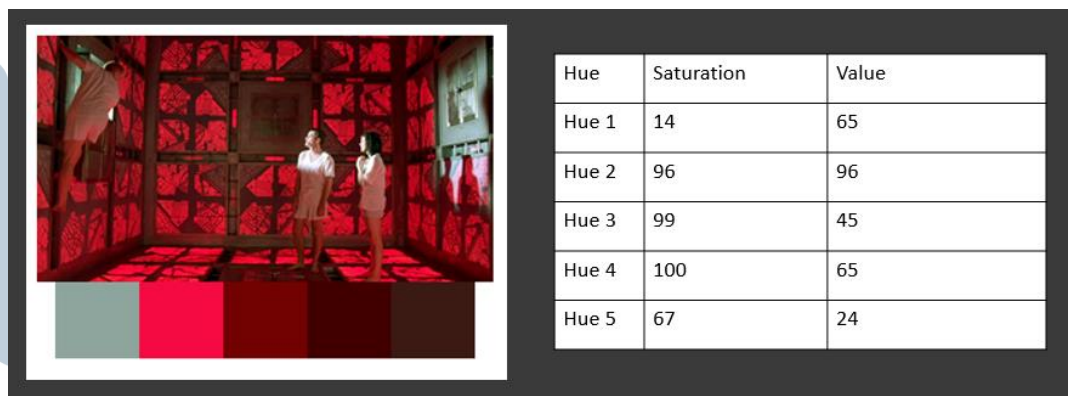 Hue Saturation Value
Hue 1 14 65
Hue 2 96 96
Hue 3 99 45
Hue 4 100 65
Hue 5 67 24